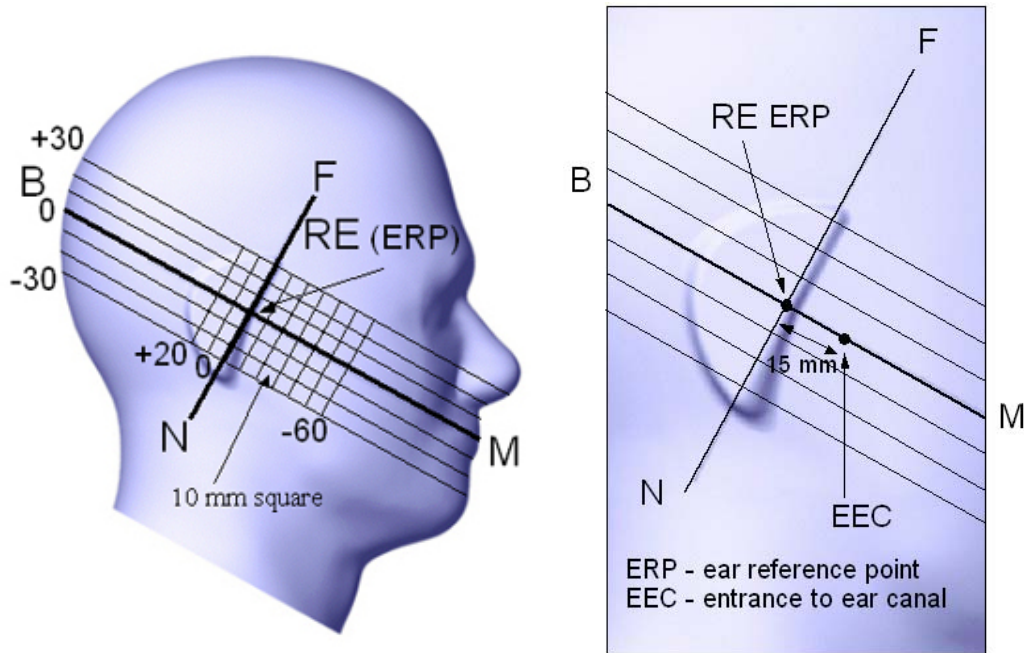 +30
B
0
-30
F
RE (ERP)
+20
0
N
-60
M
10 mm square
F
RE ERP
B
15 mm
M
N
EEC
ERP - ear reference point
EEC - entrance to ear canal